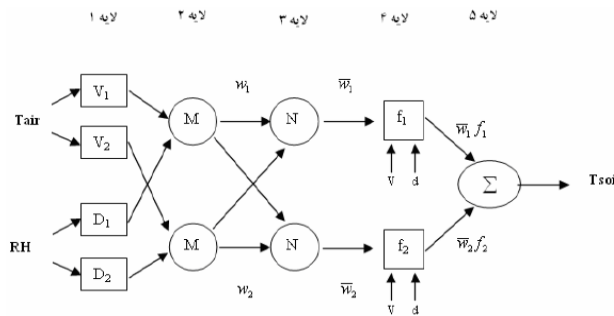 لایه ۱ لایه ۲ لایه ۳ لایه ۴ لایه ۵
w₁ w̅₁
V₁ M N f₁ w̅₁ f₁
Tair
V₂ V d
Σ Tsoi
D₁
RH M N f₂ w̅₂ f₂
D₂
w₂ w̅₂ V d